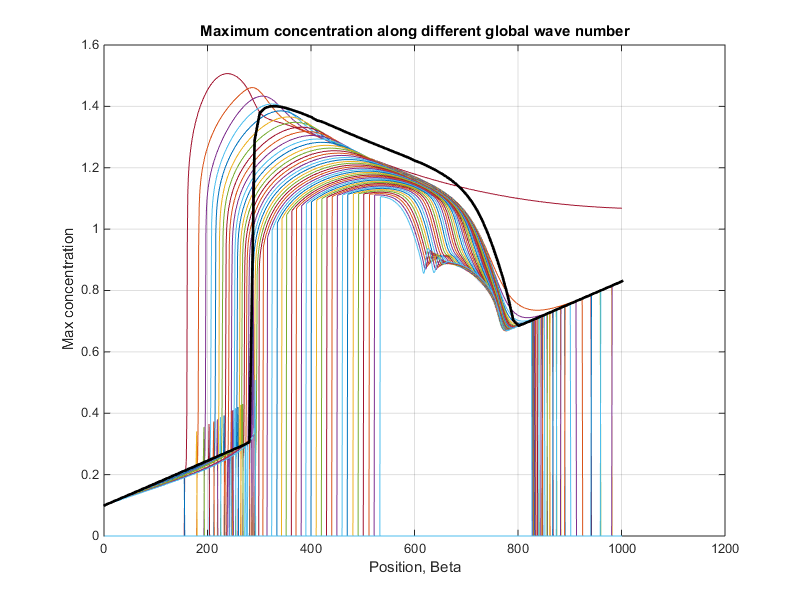 Maximum concentration along different global wave number
1.6
1.4
1.2
1
0.8
0.6
0.4
0.2
0
Max concentration
0 200 400 600 800 1000 1200
Position, Beta